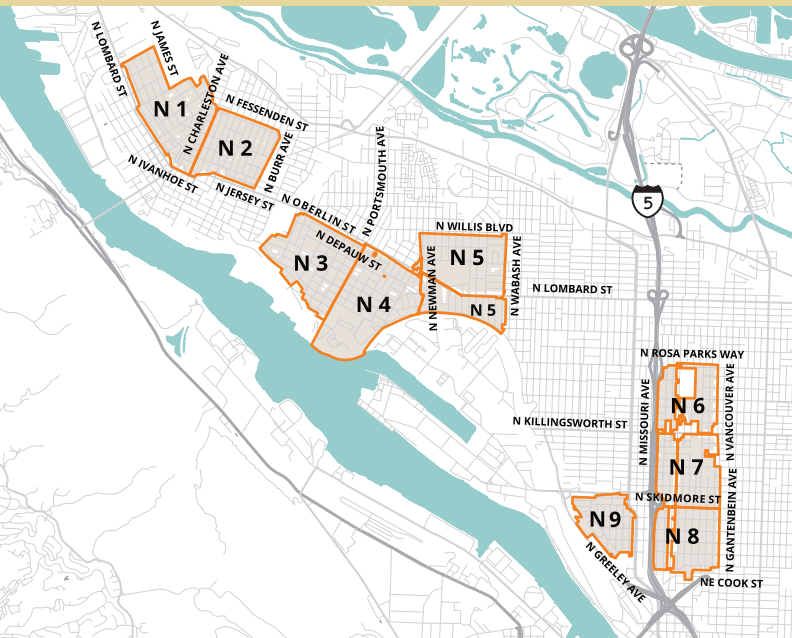 N LOMBARD ST
N JAMES ST
N CHARLESTON AVE
N 1
N FESSENDEN ST
N 2
N BURR AVE
N IVANHOE ST
N JERSEY ST
N OBERLIN ST
N PORTSMOUTH AVE
N DEPAUW ST
N 3
N 4
N WILLIS BLVD
N 5
N NEWMAN AVE
N WABASH AVE
N 5
N LOMBARD ST
5
N ROSA PARKS WAY
N 6
N MISSOURI AVE
N VANCOUVER AVE
N KILLINGSWORTH ST
N 7
N SKIDMORE ST
N GANTENBEIN AVE
N 8
N 9
N GREELEY AVE
NE COOK ST